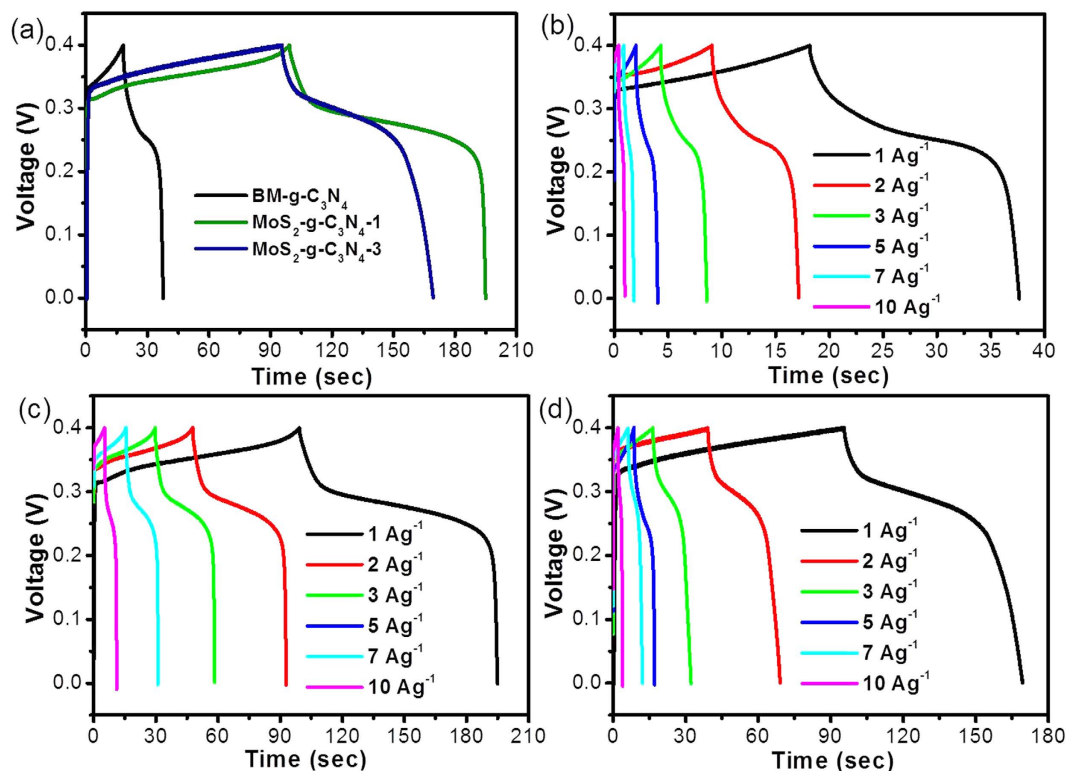 (a)
0.4
0.3
0.2
0.1
0.0
Voltage (V)
BM-g-C₃N₄
MoS₂-g-C₃N₄-1
MoS₂-g-C₃N₄-3
0 30 60 90 120 150 180 210
Time (sec)
(b)
0.4
0.3
0.2
0.1
0.0
Voltage (V)
1 Ag⁻¹
2 Ag⁻¹
3 Ag⁻¹
5 Ag⁻¹
7 Ag⁻¹
10 Ag⁻¹
0 5 10 15 20 25 30 35 40
Time (sec)
(c)
0.4
0.3
0.2
0.1
0.0
Voltage (V)
1 Ag⁻¹
2 Ag⁻¹
3 Ag⁻¹
5 Ag⁻¹
7 Ag⁻¹
10 Ag⁻¹
0 30 60 90 120 150 180 210
Time (sec)
(d)
0.4
0.3
0.2
0.1
0.0
Voltage (V)
1 Ag⁻¹
2 Ag⁻¹
3 Ag⁻¹
5 Ag⁻¹
7 Ag⁻¹
10 Ag⁻¹
0 30 60 90 120 150 180
Time (sec)